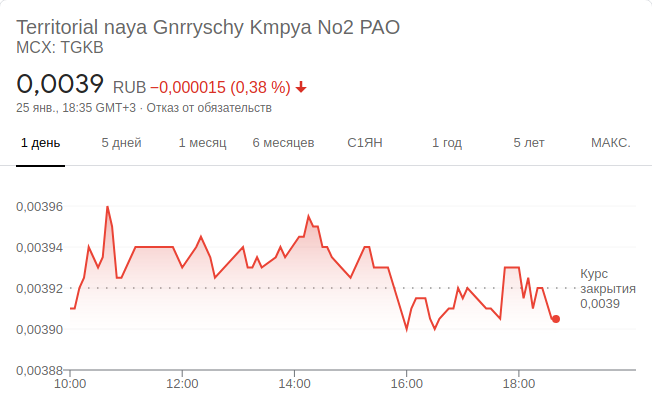 Territorial naya Gnrryschy Kmpya No2 PAO
MCX: TGKB
0,0039 RUB −0,000015 (0,38 %)
25 янв., 18:35 GMT+3 · Отказ от обязательств
1 день 5 дней 1 месяц 6 месяцев С1ЯН 1 год 5 лет МАКС.
0,00396
0,00394
0,00392
0,00390
0,00388
Курс
закрытия
0,0039
10:00 12:00 14:00 16:00 18:00